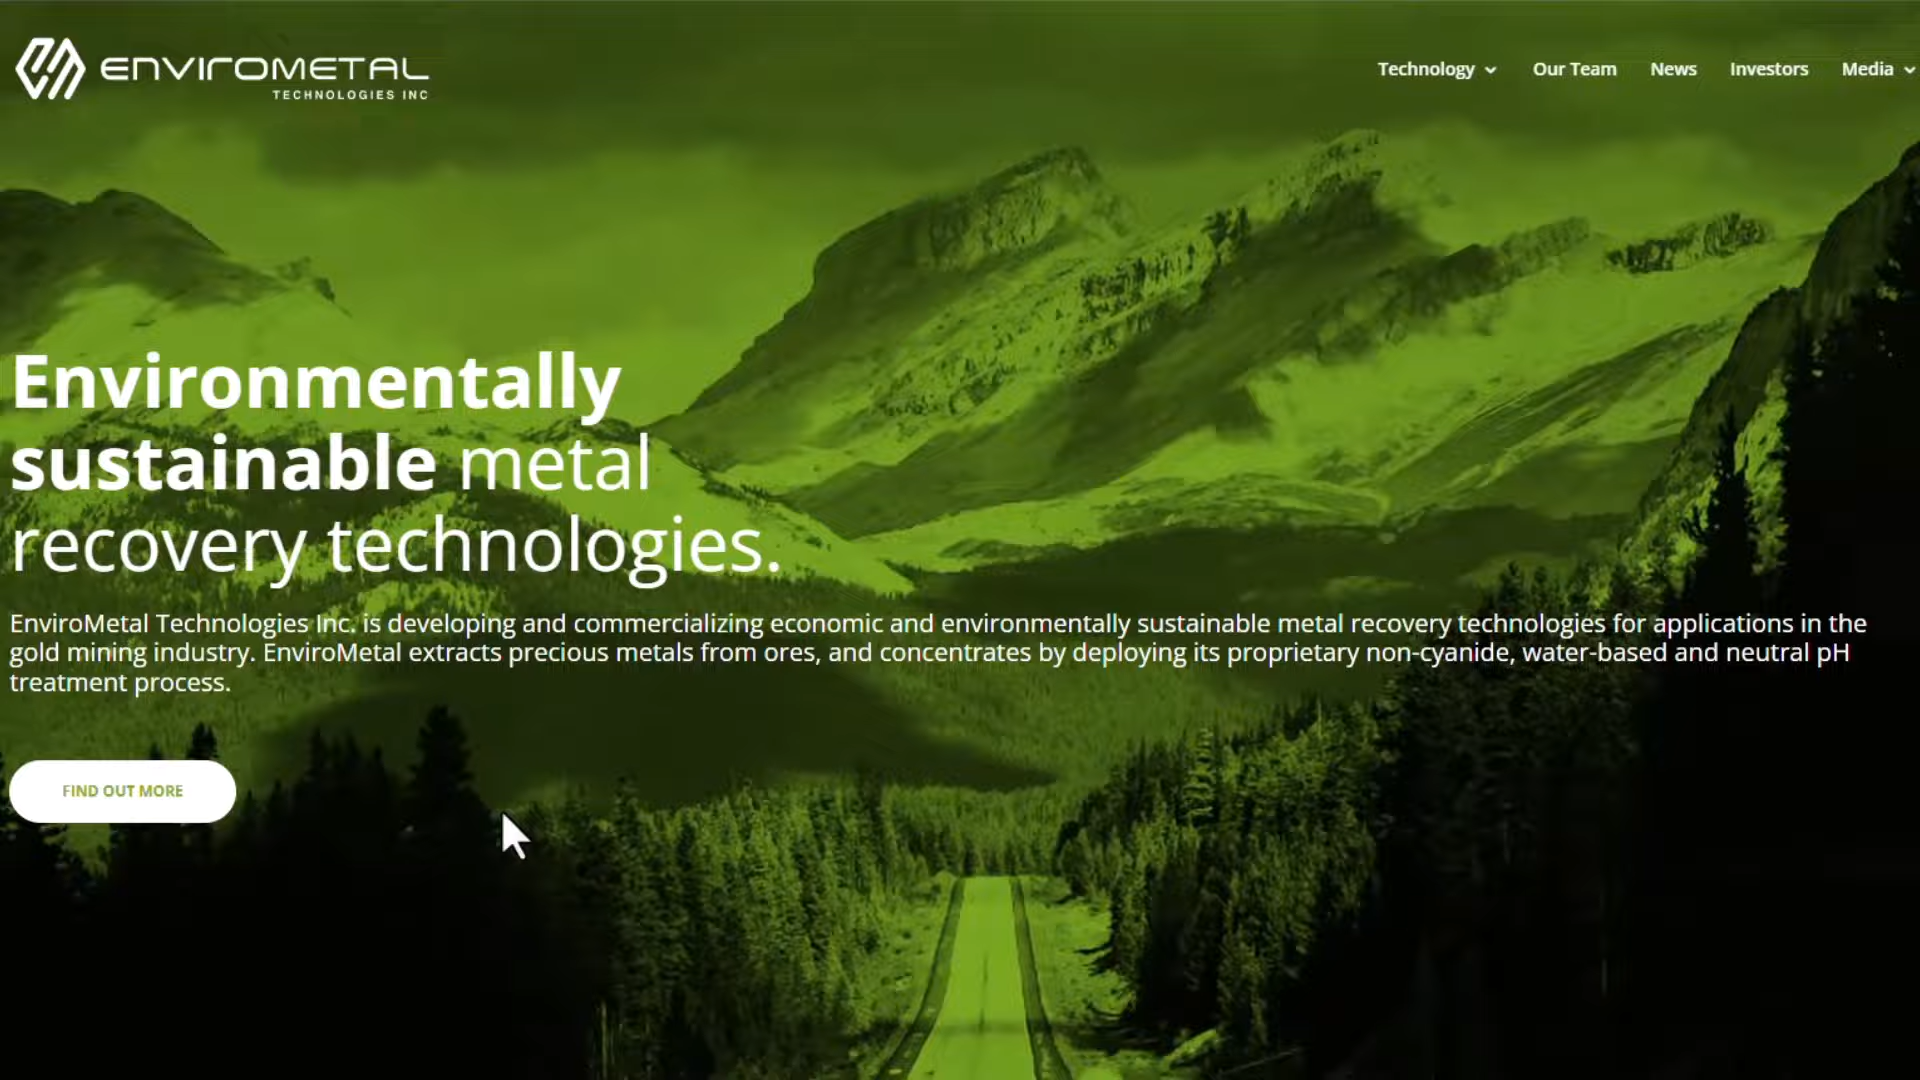 ENVIROMETAL
TECHNOLOGIES INC
Technology
Our Team
News
Investors
Media
Environmentally
sustainable metal
recovery technologies.
EnviroMetal Technologies Inc. is developing and commercializing economic and environmentally sustainable metal recovery technologies for applications in the
gold mining industry. EnviroMetal extracts precious metals from ores, and concentrates by deploying its proprietary non-cyanide, water-based and neutral pH
treatment process.
FIND OUT MORE